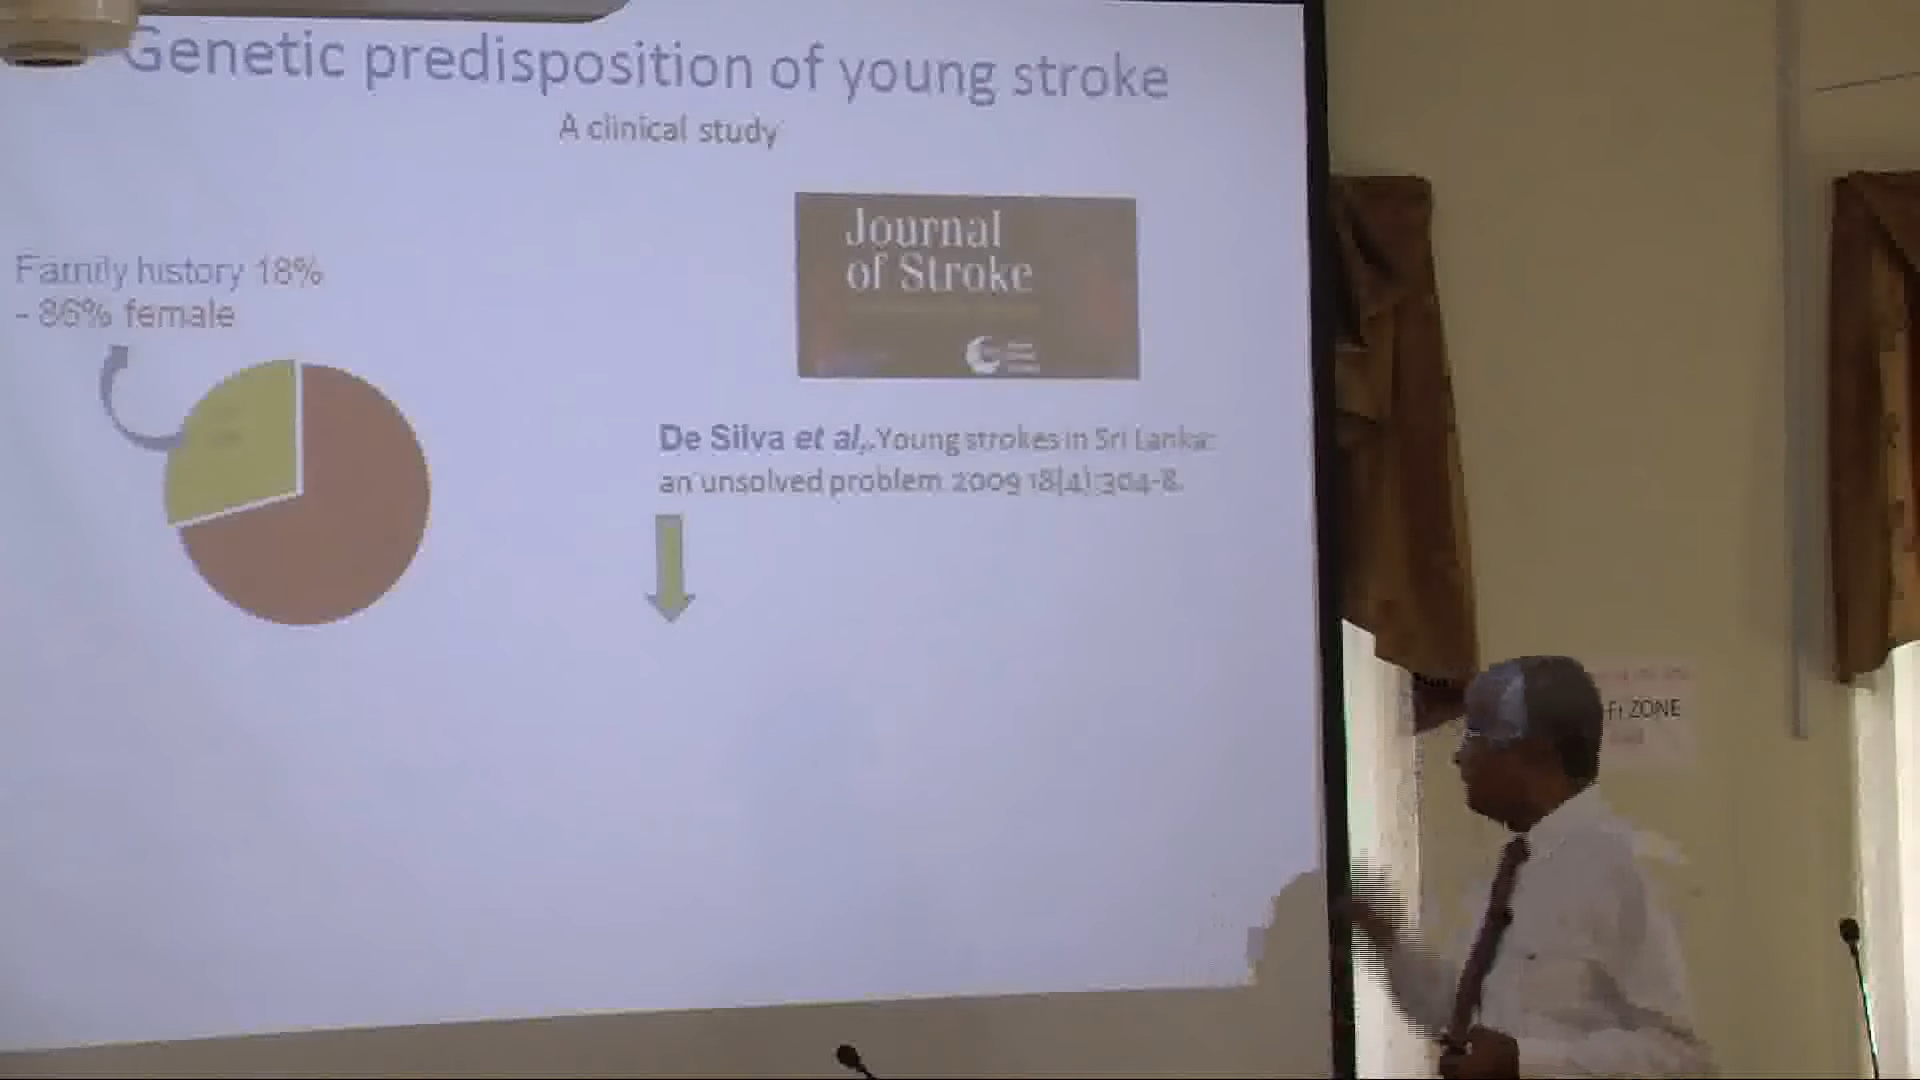 Genetic predisposition of young stroke
A clinical study
Journal
of Stroke
Family history 18%
- 86% female
De Silva et al,.Young strokes in Sri Lanka:
an unsolved problem 2009 18(4):304-8.
-Fi ZONE